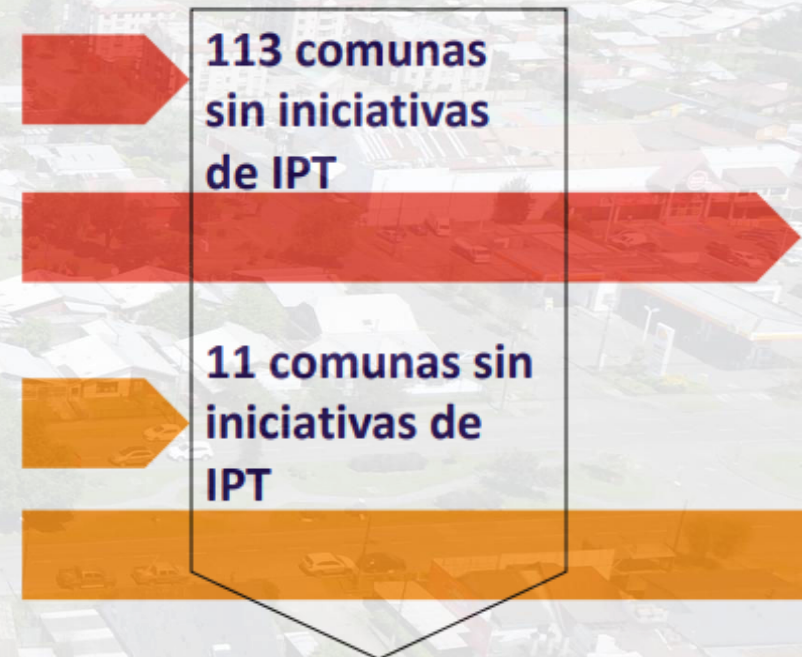 113 comunas
sin iniciativas
de IPT
11 comunas sin
iniciativas de
IPT